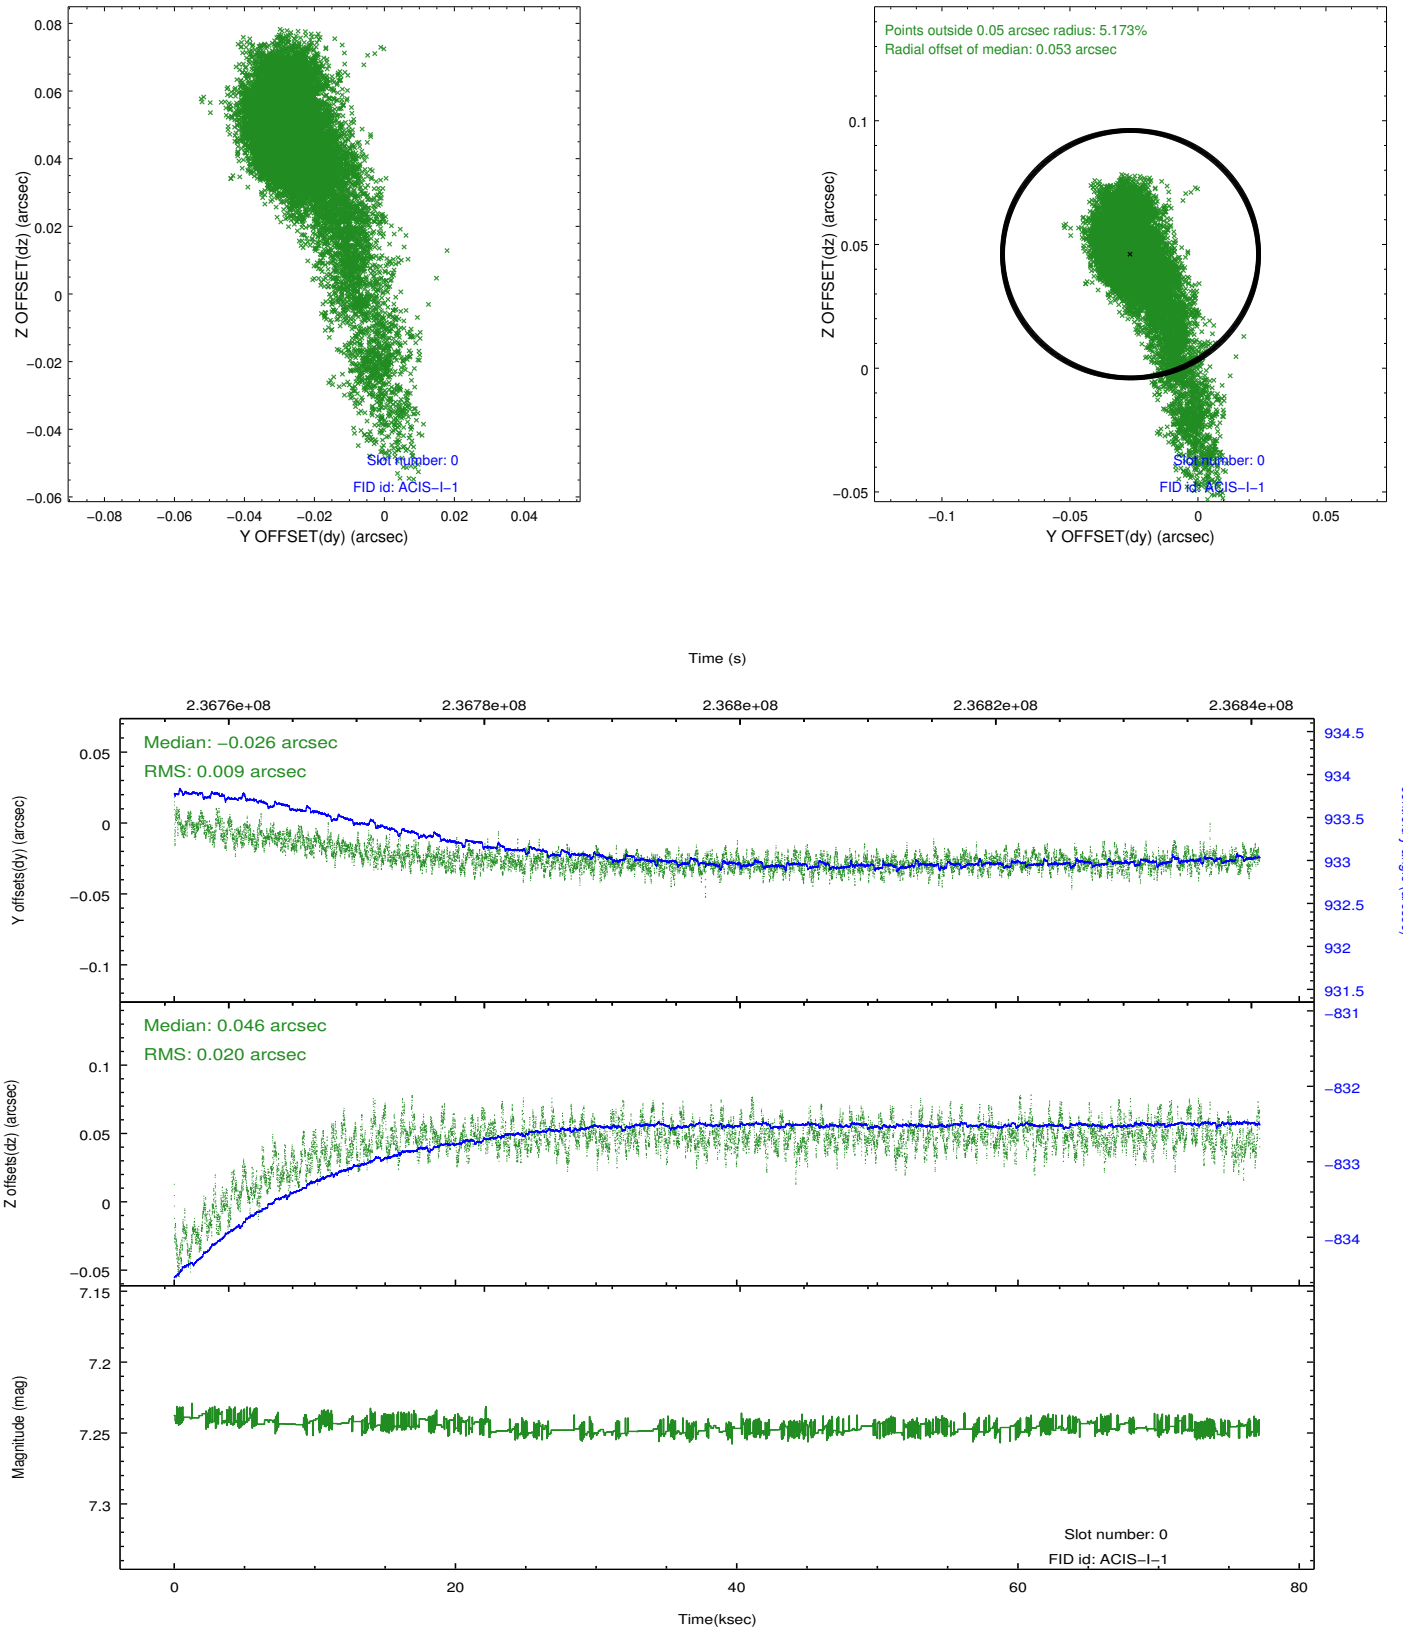 0.08
0.06
0.04
0.02
0
−0.02
−0.04
−0.06
Z OFFSET(dz) (arcsec)
Slot number: 0
FID id: ACIS−I−1
−0.08 −0.06 −0.04 −0.02 0 0.02 0.04
Y OFFSET(dy) (arcsec)
Points outside 0.05 arcsec radius: 5.173%
Radial offset of median: 0.053 arcsec
0.1
0.05
0
−0.05
Z OFFSET(dz) (arcsec)
Slot number: 0
FID id: ACIS−I−1
−0.1 −0.05 0 0.05
Y OFFSET(dy) (arcsec)
Time (s)
2.3676e+08 2.3678e+08 2.368e+08 2.3682e+08 2.3684e+08
Median: −0.026 arcsec
RMS: 0.009 arcsec
0.05
0
−0.05
−0.1
Y offsets(dy) (arcsec)
934.5
934
933.5
933
932.5
932
931.5
Median: 0.046 arcsec
RMS: 0.020 arcsec
0.1
0.05
0
−0.05
Z offsets(dz) (arcsec)
−831
−832
−833
−834
7.15
7.2
7.25
7.3
Magnitude (mag)
Slot number: 0
FID id: ACIS−I−1
0 20 40 60 80
Time(ksec)